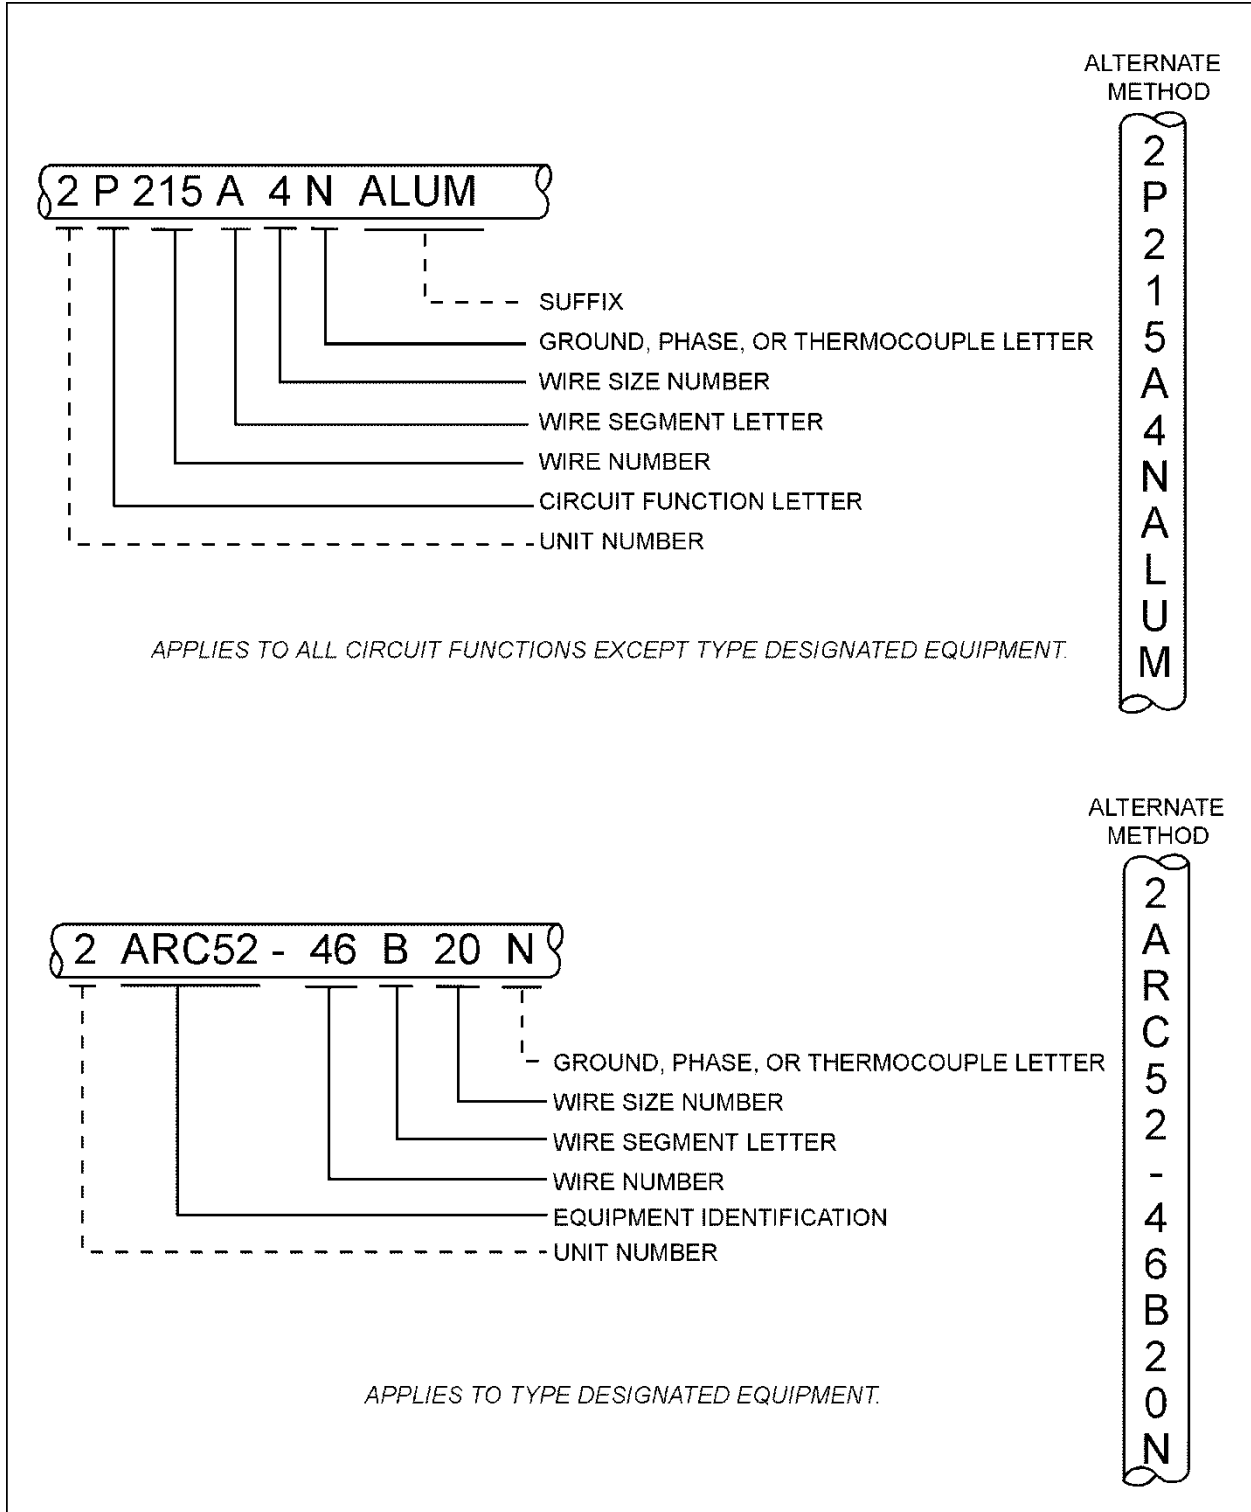 ALTERNATE
METHOD
2 P 215 A 4 N ALUM
SUFFIX
GROUND, PHASE, OR THERMOCOUPLE LETTER
WIRE SIZE NUMBER
WIRE SEGMENT LETTER
WIRE NUMBER
CIRCUIT FUNCTION LETTER
UNIT NUMBER
APPLIES TO ALL CIRCUIT FUNCTIONS EXCEPT TYPE DESIGNATED EQUIPMENT.
2
P
2
1
5
A
4
N
A
L
U
M
ALTERNATE
METHOD
2 ARC52 - 46 B 20 N
GROUND, PHASE, OR THERMOCOUPLE LETTER
WIRE SIZE NUMBER
WIRE SEGMENT LETTER
WIRE NUMBER
EQUIPMENT IDENTIFICATION
UNIT NUMBER
APPLIES TO TYPE DESIGNATED EQUIPMENT.
2
A
R
C
5
2
-
4
6
B
2
0
N